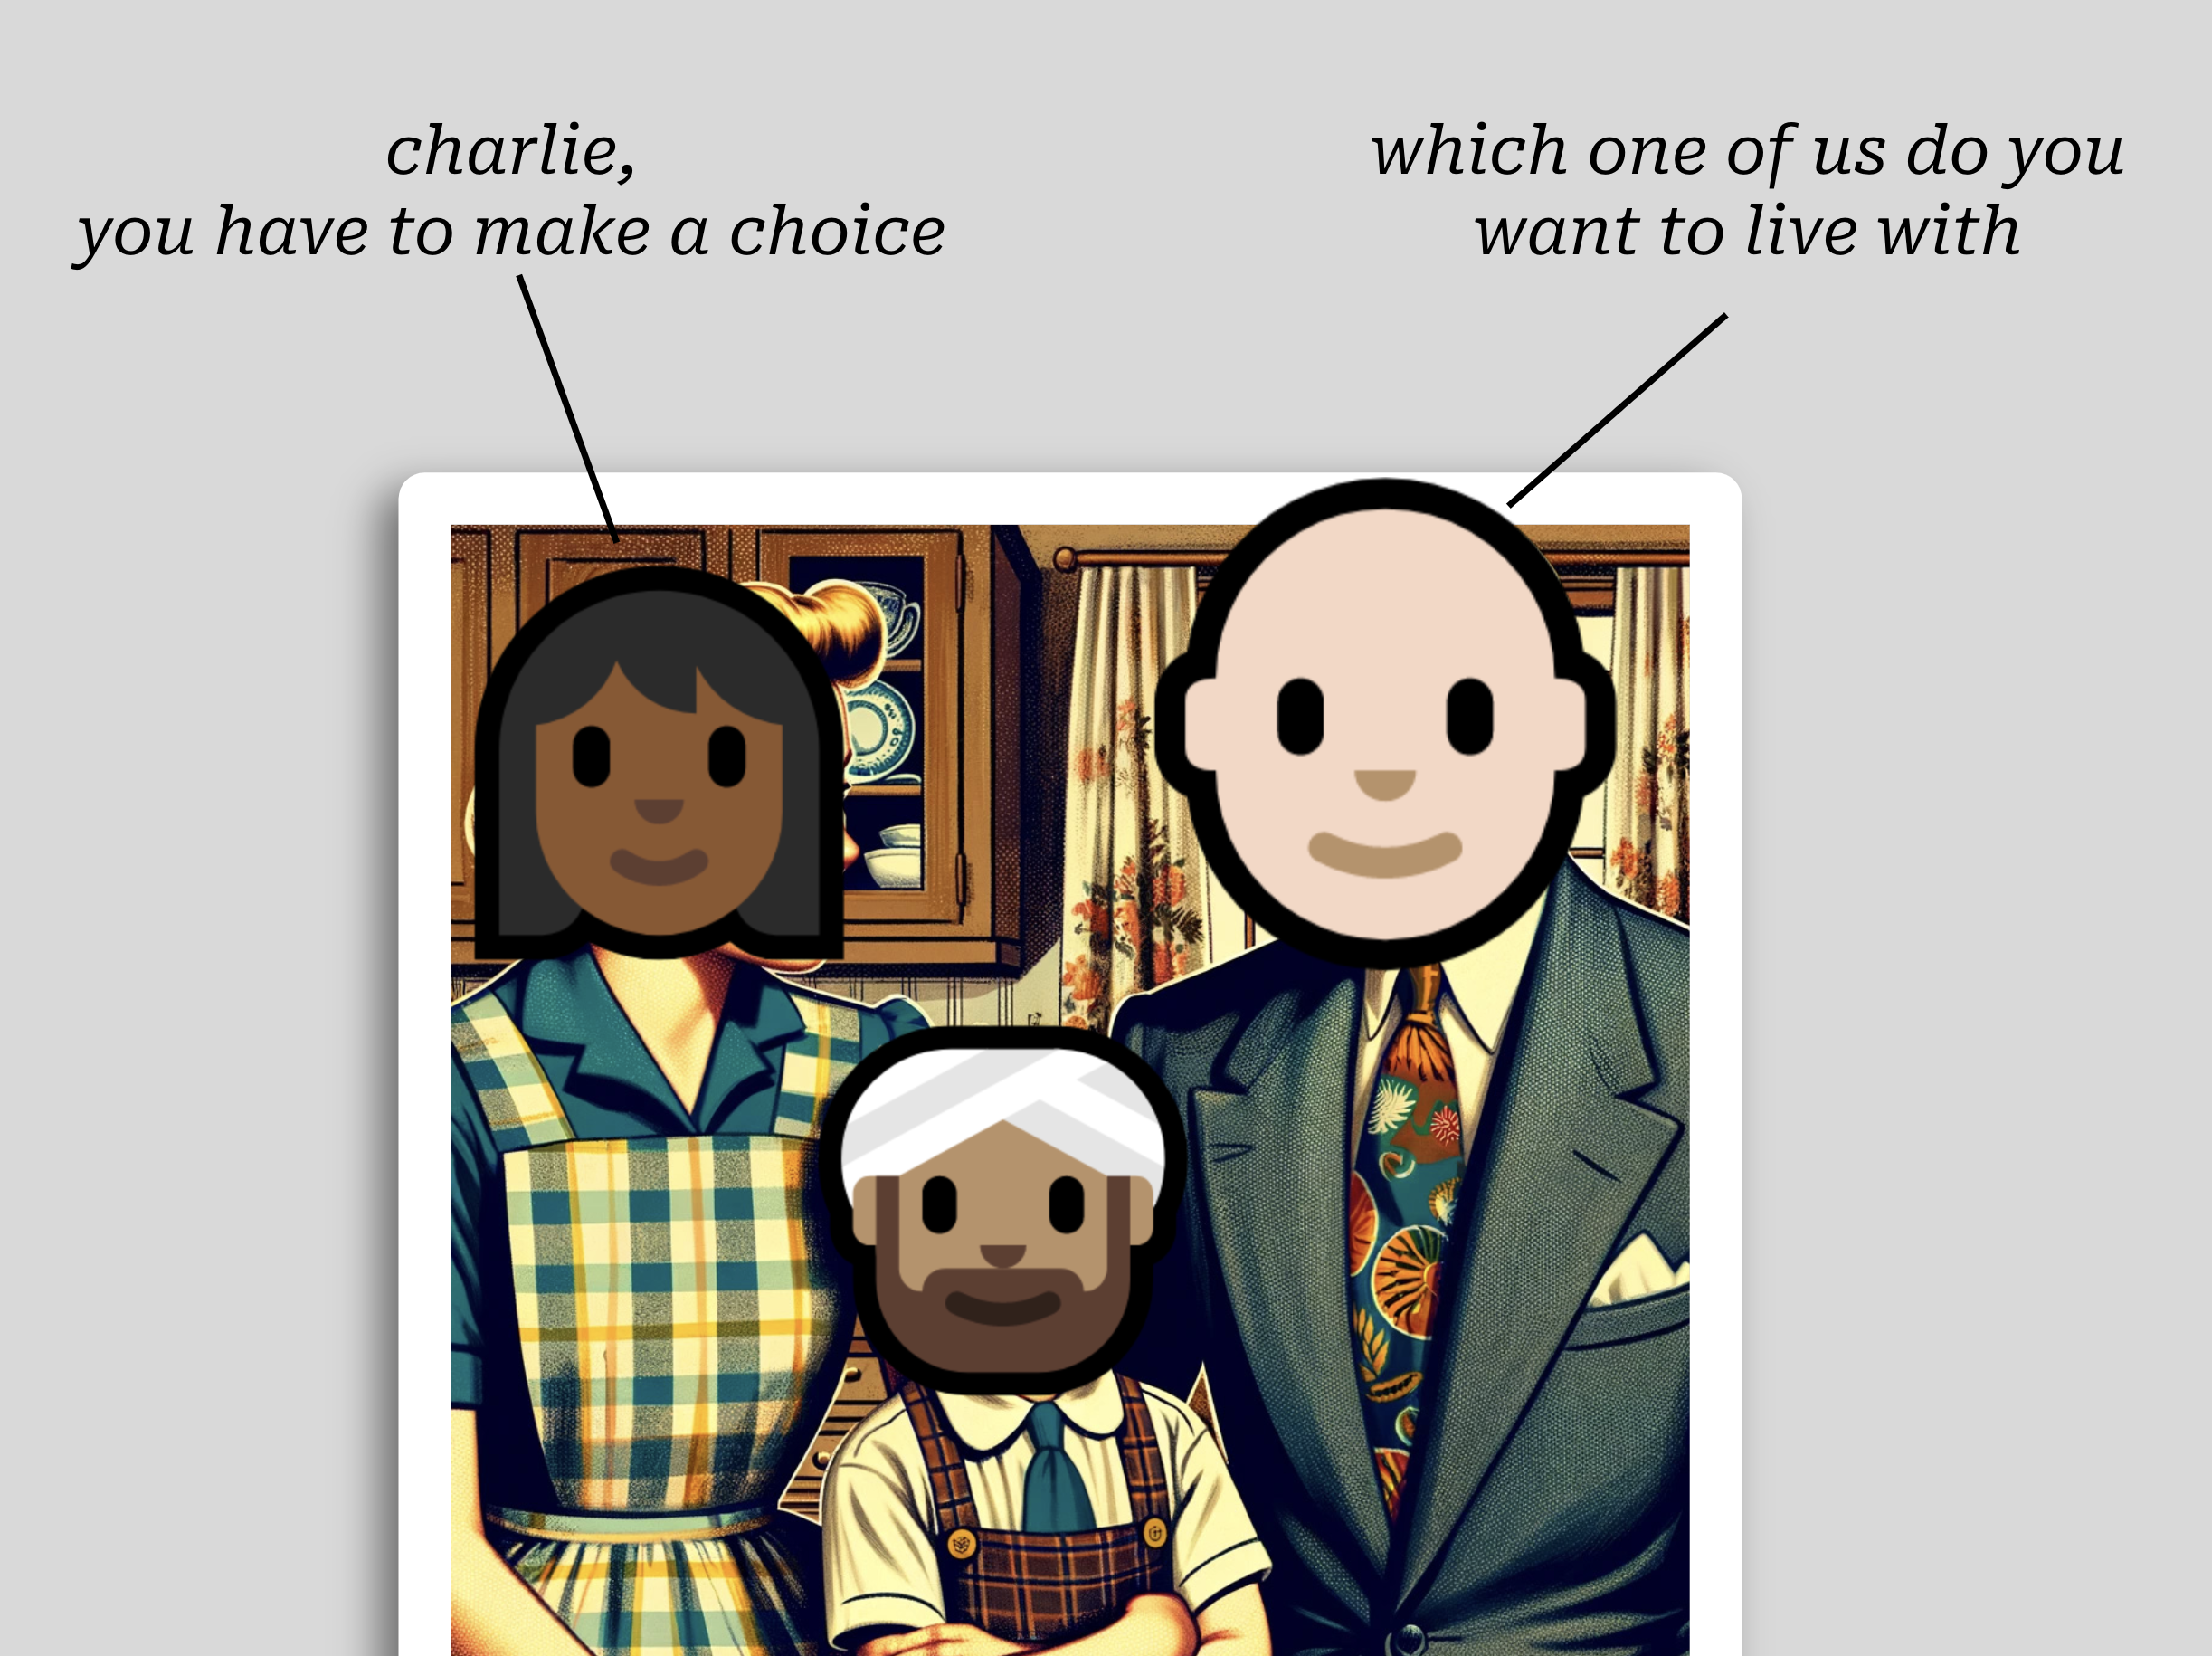 charlie,
you have to make a choice
which one of us do you
want to live with